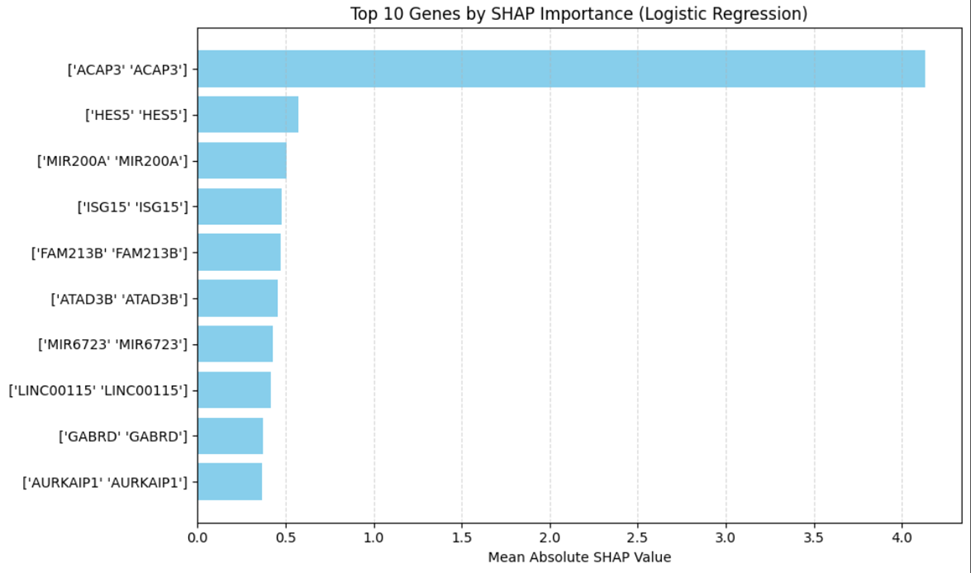 Top 10 Genes by SHAP Importance (Logistic Regression)
['ACAP3' 'ACAP3']
['HES5' 'HES5']
['MIR200A' 'MIR200A']
['ISG15' 'ISG15']
['FAM213B' 'FAM213B']
['ATAD3B' 'ATAD3B']
['MIR6723' 'MIR6723']
['LINC00115' 'LINC00115']
['GABRD' 'GABRD']
['AURKAIP1' 'AURKAIP1']
0.0 0.5 1.0 1.5 2.0 2.5 3.0 3.5 4.0
Mean Absolute SHAP Value